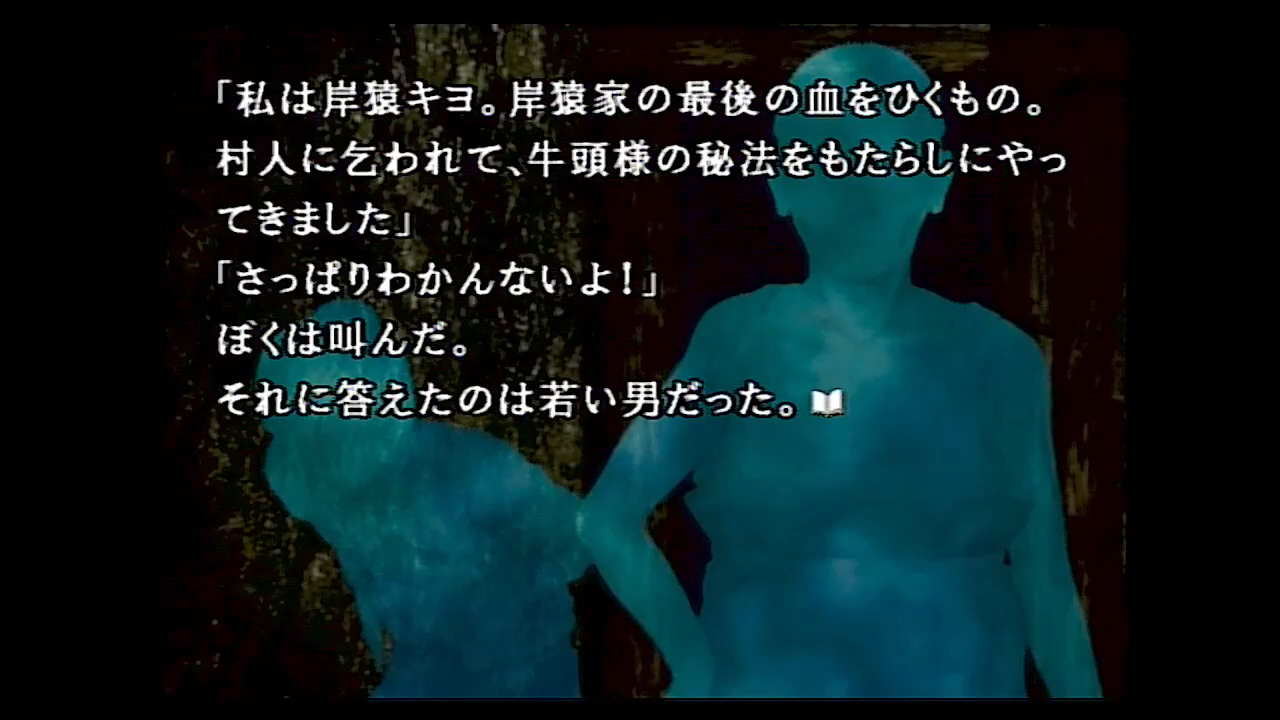 「私は岸猿キヨ。岸猿家の最後の血をひくもの。
村人に乞われて、牛頭様の秘法をもたらしにやっ
てきました」
「さっぱりわかんないよ！」
ぼくは叫んだ。
それに答えたのは若い男だった。